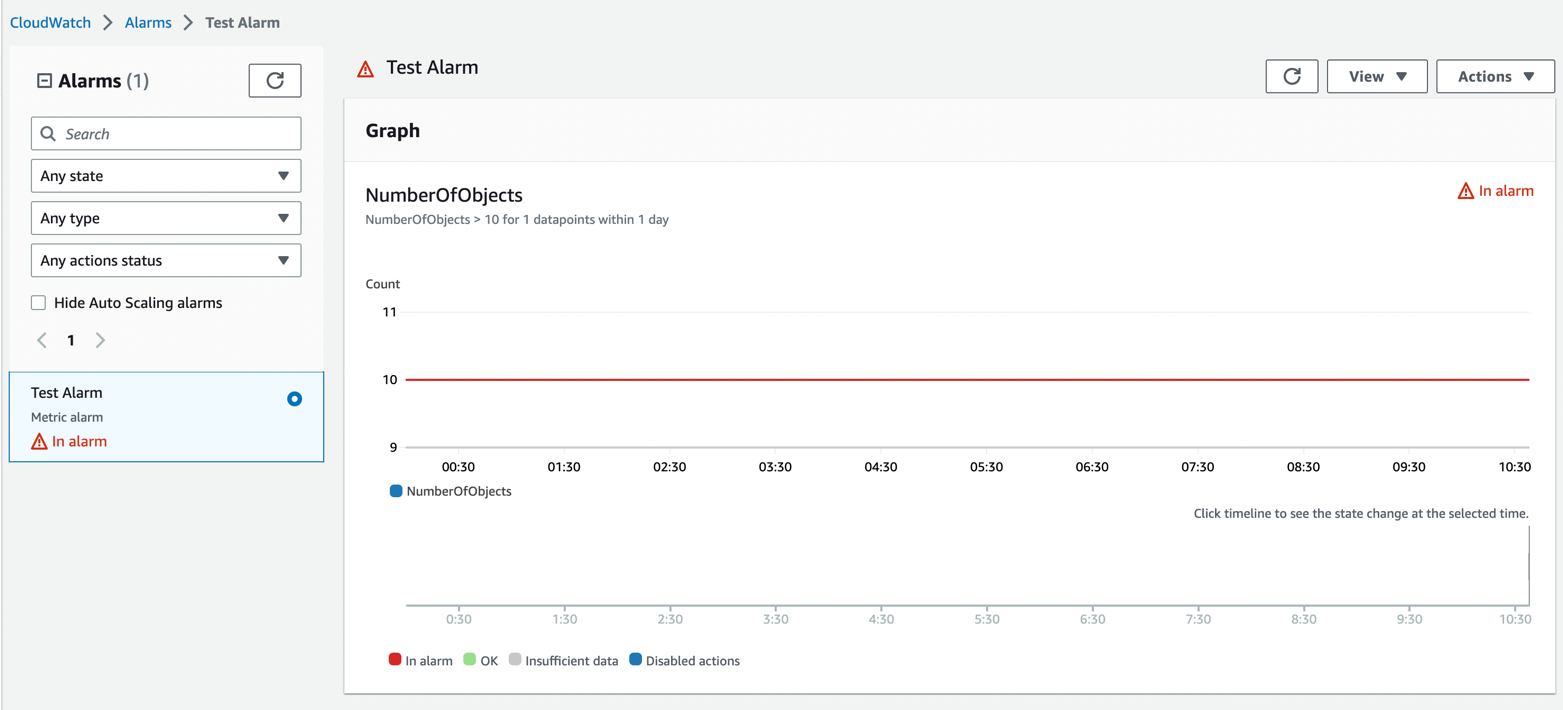 CloudWatch > Alarms > Test Alarm
Alarms (1)
Search
Any state
Any type
Any actions status
Hide Auto Scaling alarms
1
Test Alarm
Metric alarm
In alarm
Test Alarm
View
Actions
Graph
NumberOfObjects
In alarm
NumberOfObjects > 10 for 1 datapoints within 1 day
Count
11
10
9
00:30 01:30 02:30 03:30 04:30 05:30 06:30 07:30 08:30 09:30 10:30
NumberOfObjects
Click timeline to see the state change at the selected time.
0:30 1:30 2:30 3:30 4:30 5:30 6:30 7:30 8:30 9:30 10:30
In alarm OK Insufficient data Disabled actions